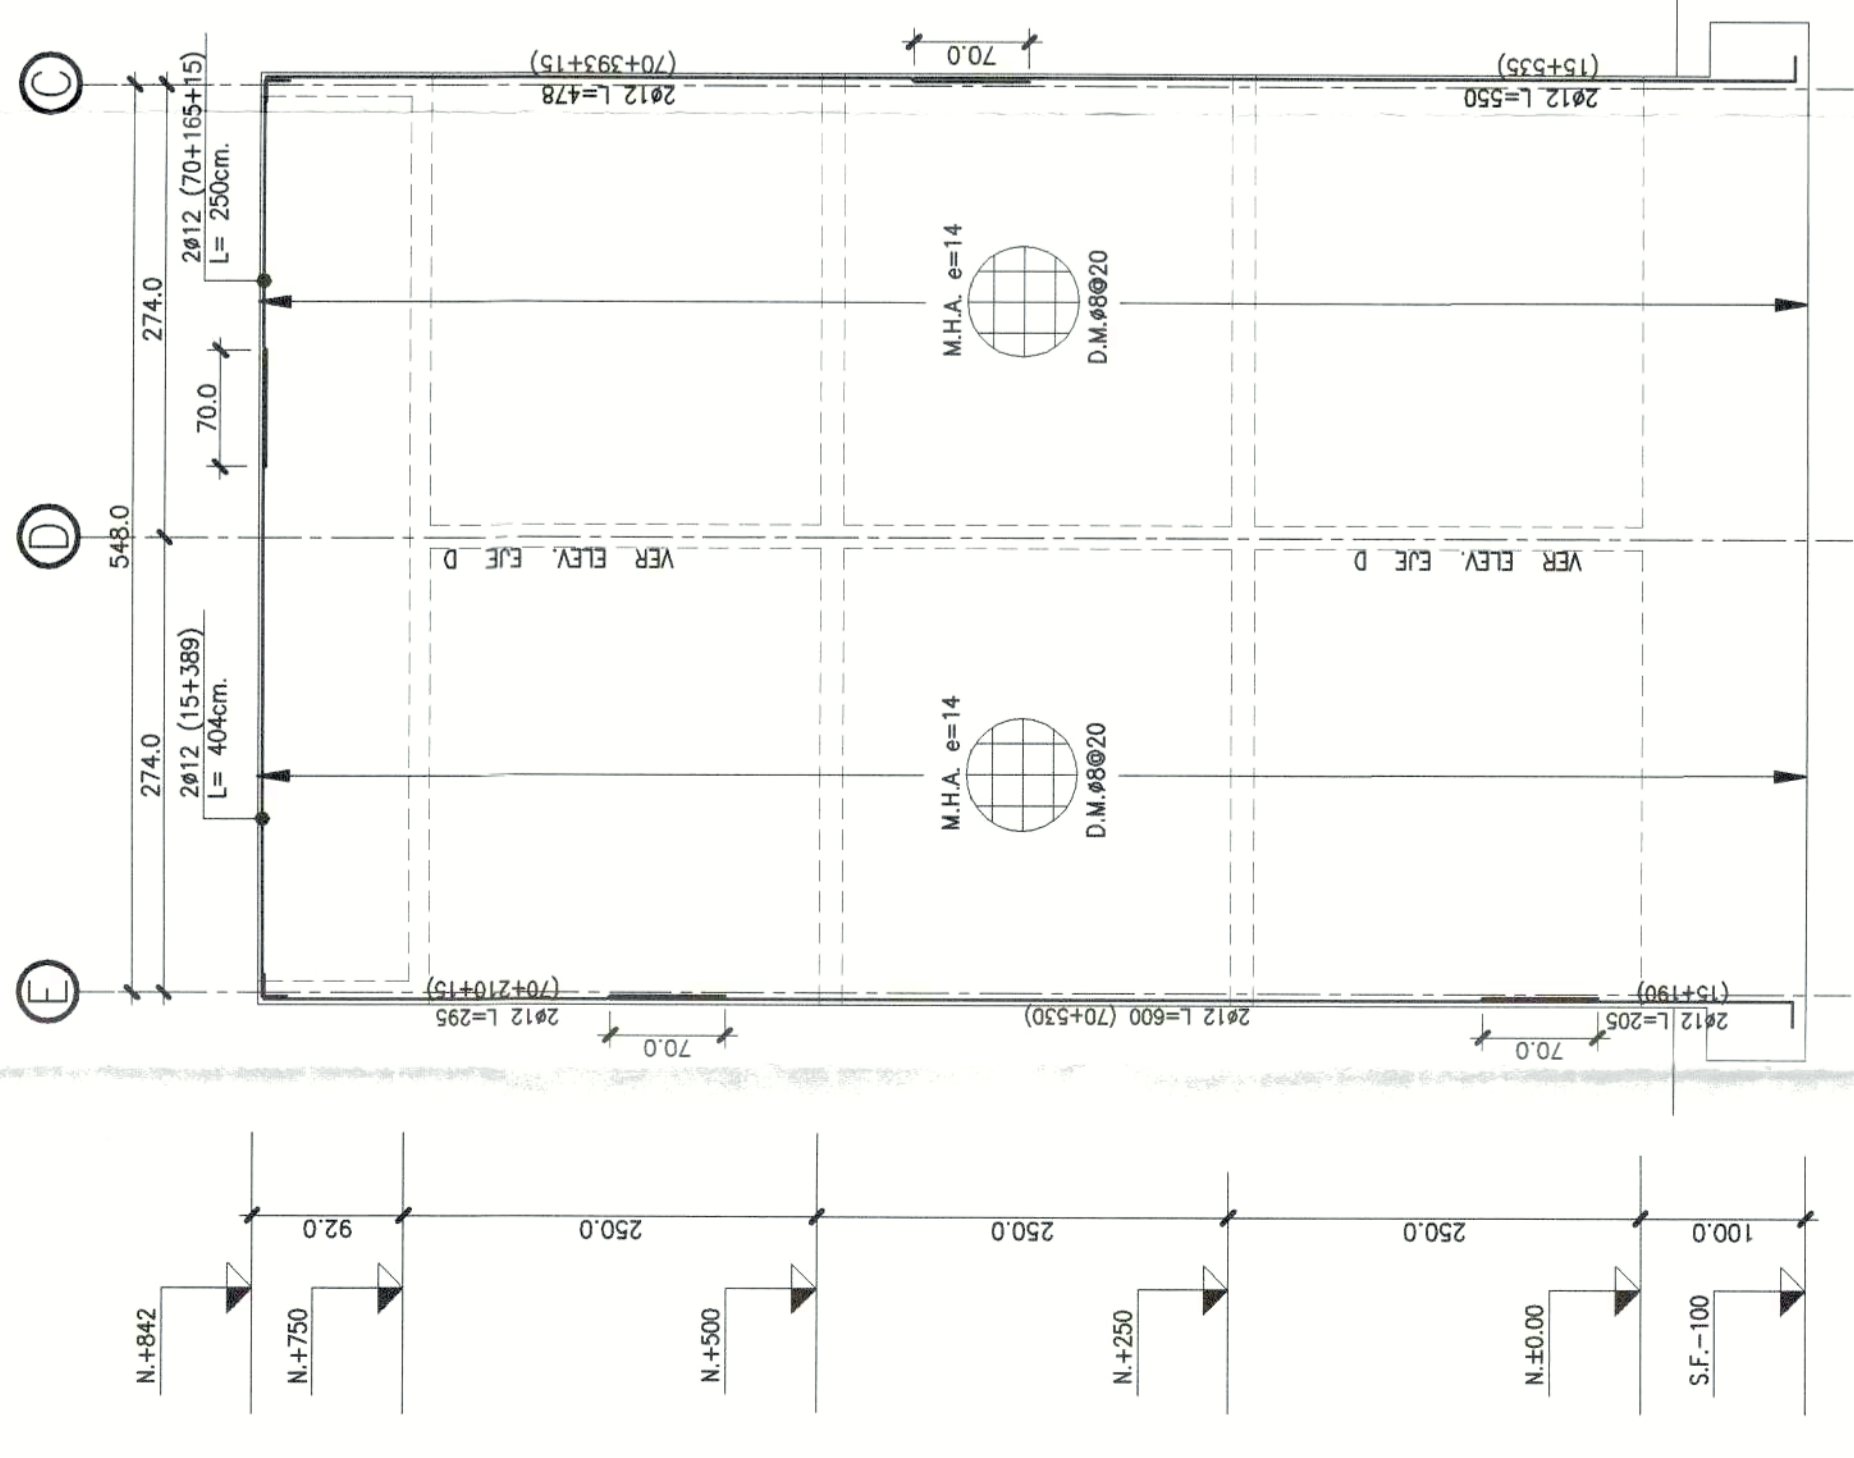 C
D
E
548.0
274.0
274.0
2ø12 (70+165+15)
L= 250cm.
70.0
2ø12 (15+389)
L= 404cm.
(70+393+15)
2ø12 L=478
70.0
(15+535)
2ø12 L=550
M.H.A. e=14
D.M.ø8@20
VER ELEV. EJE D
VER ELEV. EJE D
M.H.A. e=14
D.M.ø8@20
(70+210+15)
2ø12 L=295
70.0
2ø12 L=600 (70+530)
70.0
(15+190)
2ø12 L=205
92.0
250.0
250.0
250.0
100.0
N.+842
N.+750
N.+500
N.+250
N.±0.00
S.F.-100